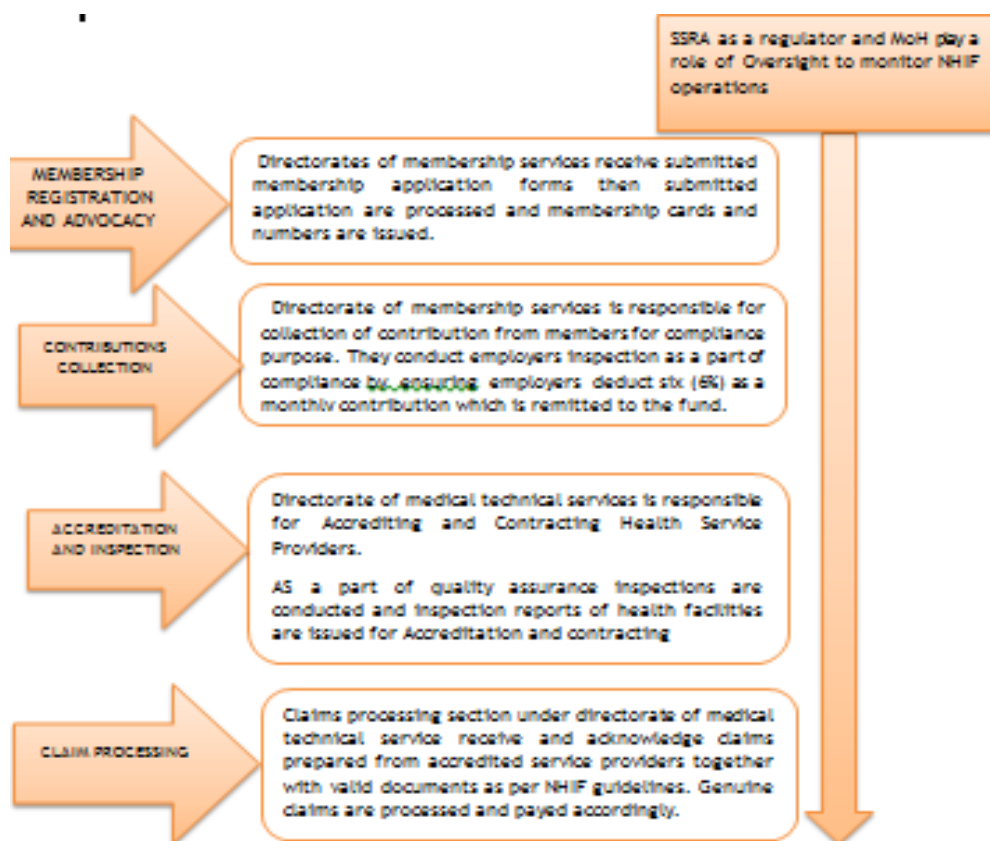 SSRA as a regulator and MoH play a
role of Oversight to monitor NHIF
operations
MEMBERSHIP
REGISTRATION
AND ADVOCACY
Directorates of membership services receive submitted
membership application forms then submitted
application are processed and membership cards and
numbers are issued.
CONTRIBUTIONS
COLLECTION
Directorate of membership services is responsible for
collection of contribution from members for compliance
purpose. They conduct employers inspection as a part of
compliance by ensuring employers deduct six (6%) as a
monthly contribution which is remitted to the fund.
ACCREDITATION
AND INSPECTION
Directorate of medical technical services is responsible
for Accrediting and Contracting Health Service
Providers.
AS a part of quality assurance inspections are
conducted and inspection reports of health facilities
are issued for Accreditation and contracting
CLAIM PROCESSING
Claims processing section under directorate of medical
technical service receive and acknowledge claims
prepared from accredited service providers together
with valid documents as per NHIF guidelines. Genuine
claims are processed and payed accordingly.